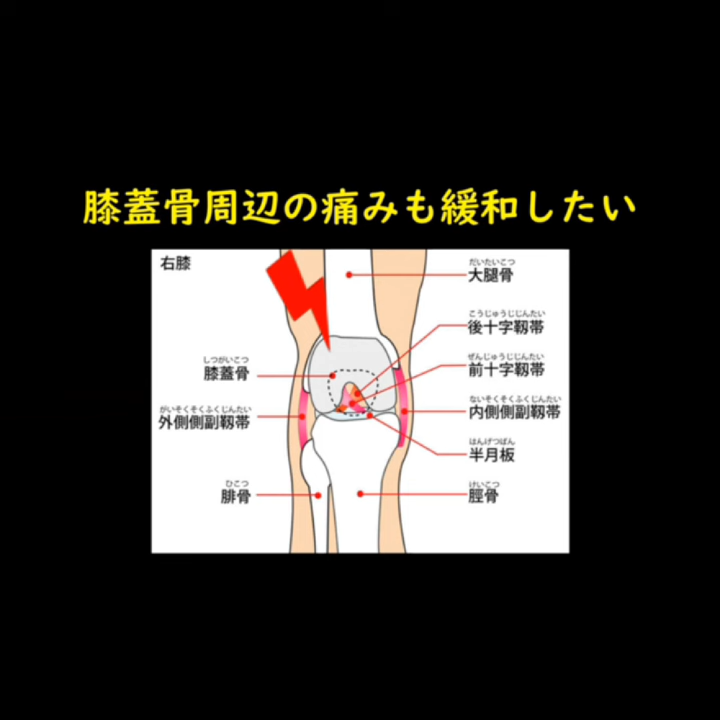 膝蓋骨周辺の痛みも緩和したい
右膝
だいたいこつ
大腿骨
こうじゅうじじんたい
後十字靱帯
ぜんじゅうじじんたい
前十字靱帯
しつがいこつ
膝蓋骨
ないそくそくふくじんたい
内側側副靱帯
がいそくそくふくじんたい
外側側副靱帯
はんげつばん
半月板
ひこつ
腓骨
けいこつ
脛骨